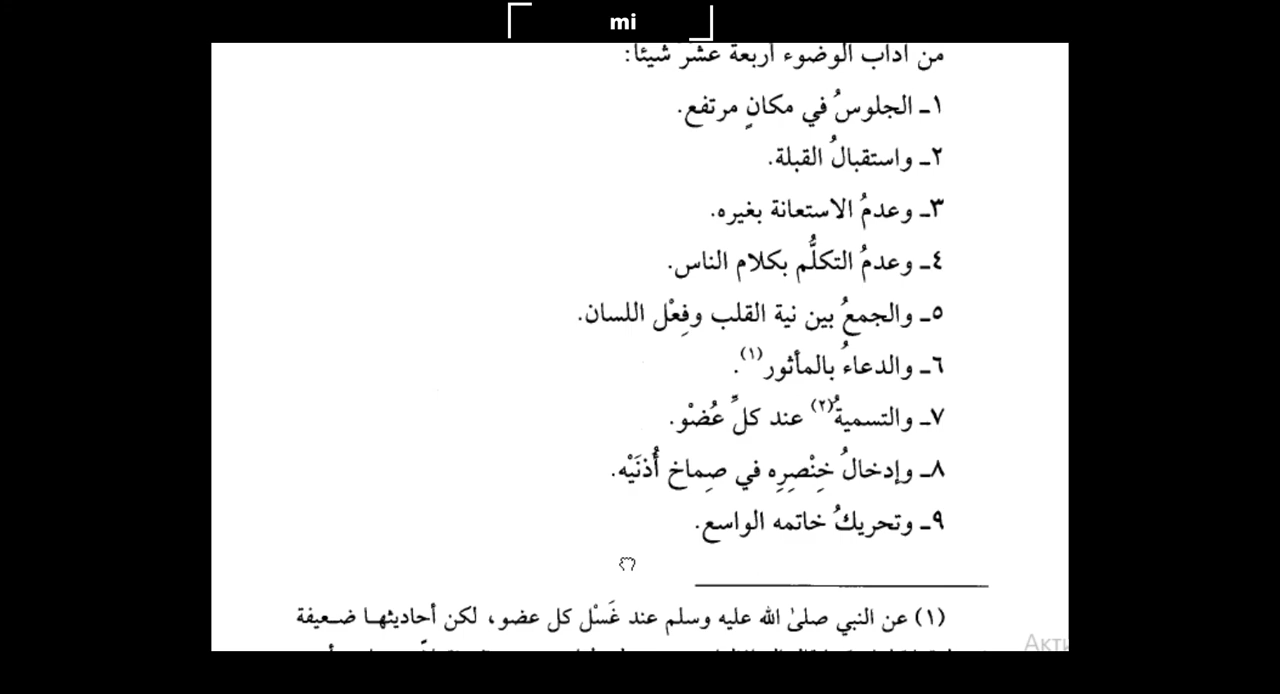 mi
من آداب الوضوء أربعة عشر شيئًا:
١ـ الجلوسُ في مكانٍ مرتفع.
٢ـ واستقبالُ القبلة.
٣ـ وعدمُ الاستعانة بغيره.
٤ـ وعدمُ التكلُّم بكلام الناس.
٥ـ والجمعُ بين نية القلب وفِعْل اللسان.
٦ـ والدعاءُ بالمأثور(١).
٧ـ والتسميةُ(٢) عند كلِّ عُضْو.
٨ـ وإدخالُ خِنْصِرِه في صِماخ أُذنَيْه.
٩ـ وتحريكُ خاتمه الواسع.
(١) عن النبي صلىٰ الله عليه وسلم عند غَسْل كل عضو، لكن أحاديثها ضعيفة